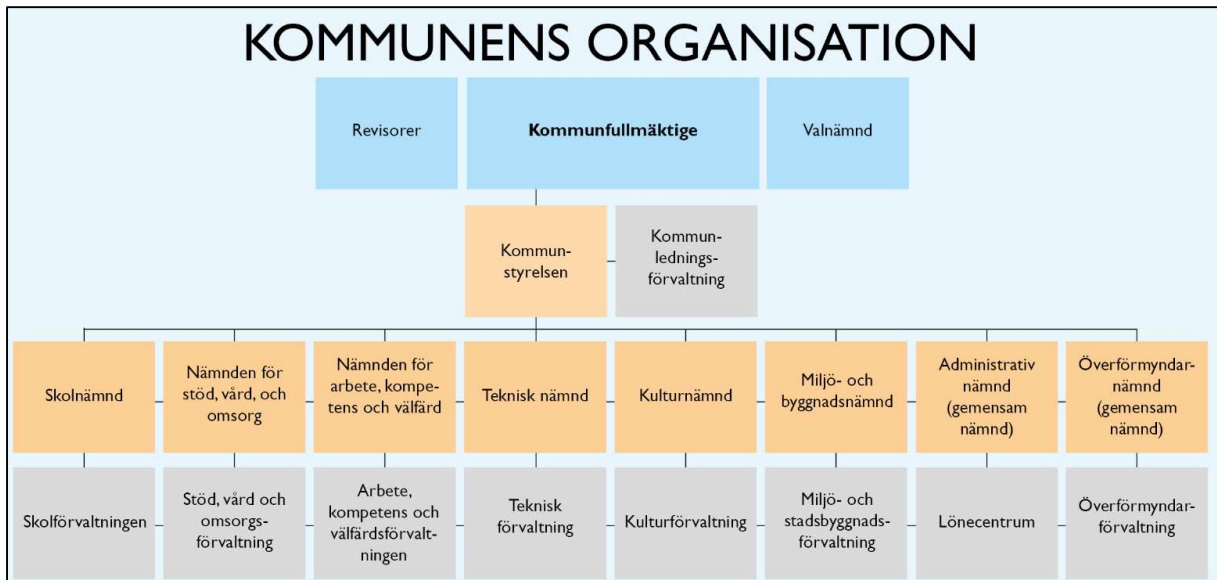 KOMMUNENS ORGANISATION
Revisorer
Kommunfullmäktige
Valnämnd
Kommun-
styrelsen
Kommun-
lednings-
förvaltning
Skolnämnd
Nämnden för
stöd, vård, och
omsorg
Nämnden för
arbete, kompe-
tens och välfärd
Teknisk nämnd
Kulturnämnd
Miljö- och
byggnadsnämnd
Administrativ
nämnd
(gemensam
nämnd)
Överförmyndar-
nämnd
(gemensam
nämnd)
Skolförvaltningen
Stöd, vård och
omsorgs-
förvaltning
Arbete,
kompetens och
välfärdsförvalt-
ningen
Teknisk
förvaltning
Kulturförvaltning
Miljö- och
stadsbyggnads-
förvaltning
Lönecentrum
Överförmyndar-
förvaltning